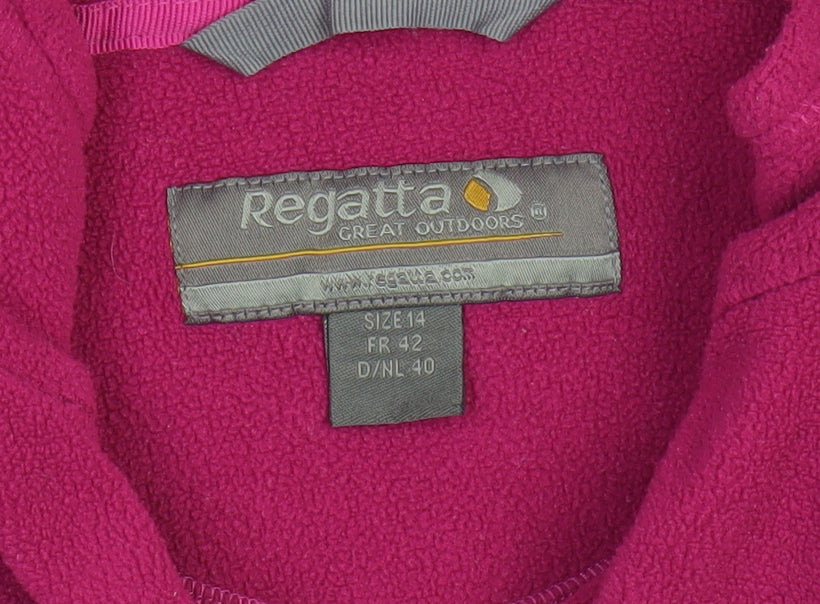 Regatta
GREAT OUTDOORS
www.regatta.com
SIZE 14
FR 42
D/NL 40